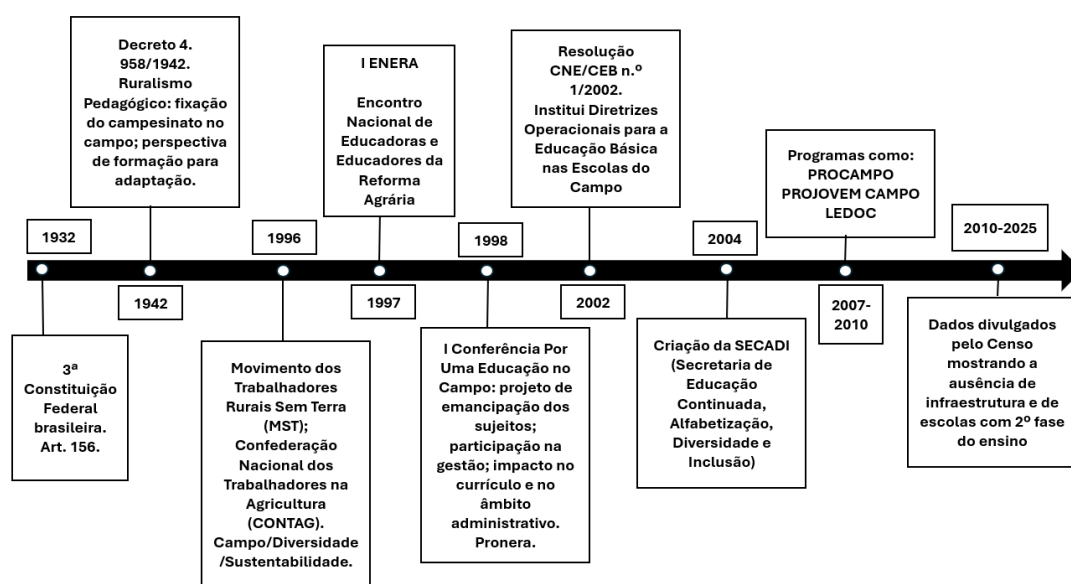 Decreto 4.
958/1942.
Ruralismo
Pedagógico: fixação
do campesinato no
campo; perspectiva
de formação para
adaptação.
I ENERA
Encontro
Nacional de
Educadoras e
Educadores da
Reforma
Agrária
Resolução
CNE/CEB n.º
1/2002.
Institui Diretrizes
Operacionais para a
Educação Básica
nas Escolas do
Campo
Programas como:
PROCAMPO
PROJOVEM CAMPO
LEDOC
1932
1996
1998
2004
2010-2025
1942
1997
2002
2007-
2010
3ª
Constituição
Federal
brasileira.
Art. 156.
Movimento dos
Trabalhadores
Rurais Sem Terra
(MST);
Confederação
Nacional dos
Trabalhadores na
Agricultura
(CONTAG).
Campo/Diversidade
/Sustentabilidade.
I Conferência Por
Uma Educação no
Campo: projeto de
emancipação dos
sujeitos;
participação na
gestão; impacto no
currículo e no
âmbito
administrativo.
Pronera.
Criação da SECADI
(Secretaria de
Educação
Continuada,
Alfabetização,
Diversidade e
Inclusão)
Dados divulgados
pelo Censo
mostrando a
ausência de
infraestrutura e de
escolas com 2º fase
do ensino